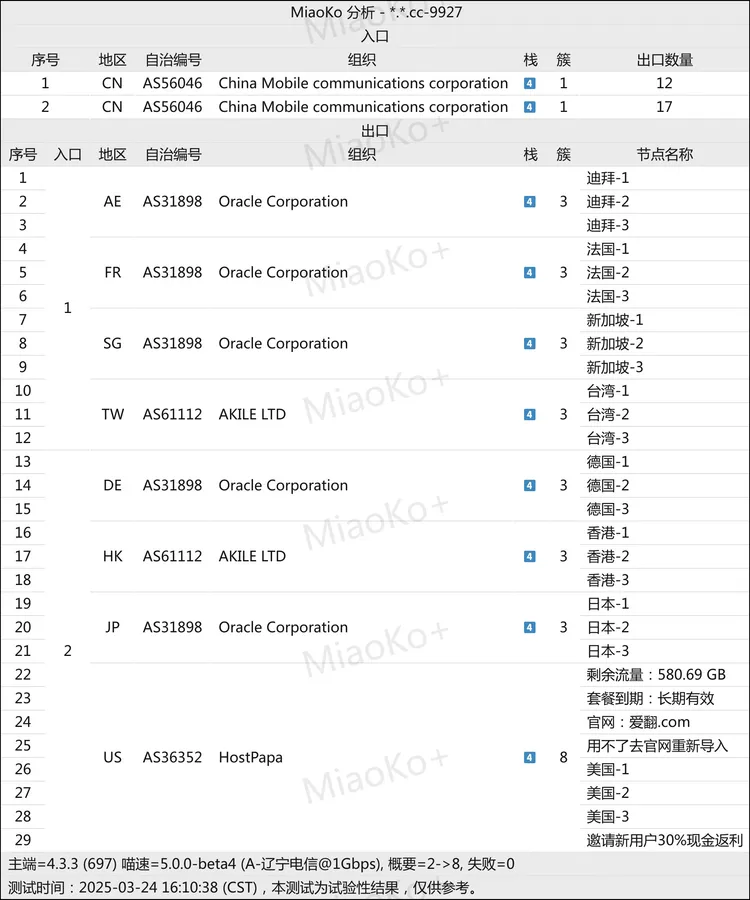 MiaoKo 分析 - *.*.cc-9927
入口
序号 地区 自治编号 组织 栈 簇 出口数量
1 CN AS56046 China Mobile communications corporation 4 1 12
2 CN AS56046 China Mobile communications corporation 4 1 17
出口
序号 入口 地区 自治编号 组织 栈 簇 节点名称
1 迪拜-1
2 AE AS31898 Oracle Corporation 4 3 迪拜-2
3 迪拜-3
4 法国-1
5 FR AS31898 Oracle Corporation 4 3 法国-2
6 法国-3
1
7 新加坡-1
8 SG AS31898 Oracle Corporation 4 3 新加坡-2
9 新加坡-3
10 台湾-1
11 TW AS61112 AKILE LTD 4 3 台湾-2
12 台湾-3
13 德国-1
14 DE AS31898 Oracle Corporation 4 3 德国-2
15 德国-3
16 香港-1
17 HK AS61112 AKILE LTD 4 3 香港-2
18 香港-3
19 日本-1
20 JP AS31898 Oracle Corporation 4 3 日本-2
21 2 日本-3
22 剩余流量：580.69 GB
23 套餐到期：长期有效
24 官网：爱翻.com
25 用不了去官网重新导入
US AS36352 HostPapa 4 8
26 美国-1
27 美国-2
28 美国-3
29 邀请新用户30%现金返利
主端=4.3.3 (697) 喵速=5.0.0-beta4 (A-辽宁电信@1Gbps), 概要=2->8, 失败=0
测试时间：2025-03-24 16:10:38 (CST)，本测试为试验性结果，仅供参考。
MiaoKo+
MiaoKo+
MiaoKo+
MiaoKo+
MiaoKo+
MiaoKo+
MiaoKo+